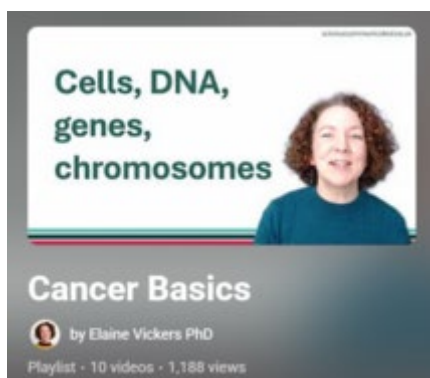 Cells, DNA,
genes,
chromosomes
Cancer Basics
by Elaine Vickers PhD
Playlist • 10 videos • 1,188 views